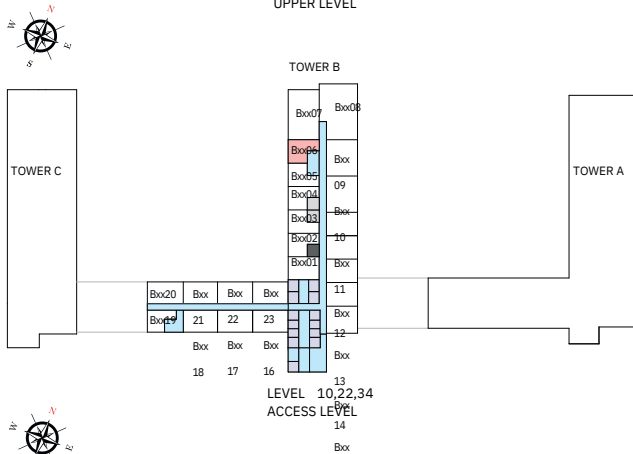 UPPER LEVEL
N
W
E
S
TOWER B
Bxx07
Bxx08
Bxx06
Bxx
TOWER C
TOWER A
Bxx05
09
Bxx04
Bxx
Bxx03
10
Bxx02
Bxx
Bxx01
11
Bxx20
Bxx
Bxx
Bxx
Bxx
Bxx19
21
22
23
12
Bxx
Bxx
Bxx
Bxx
18
17
16
13
LEVEL 10,22,34
Bxx
ACCESS LEVEL
14
N
W
E
Bxx